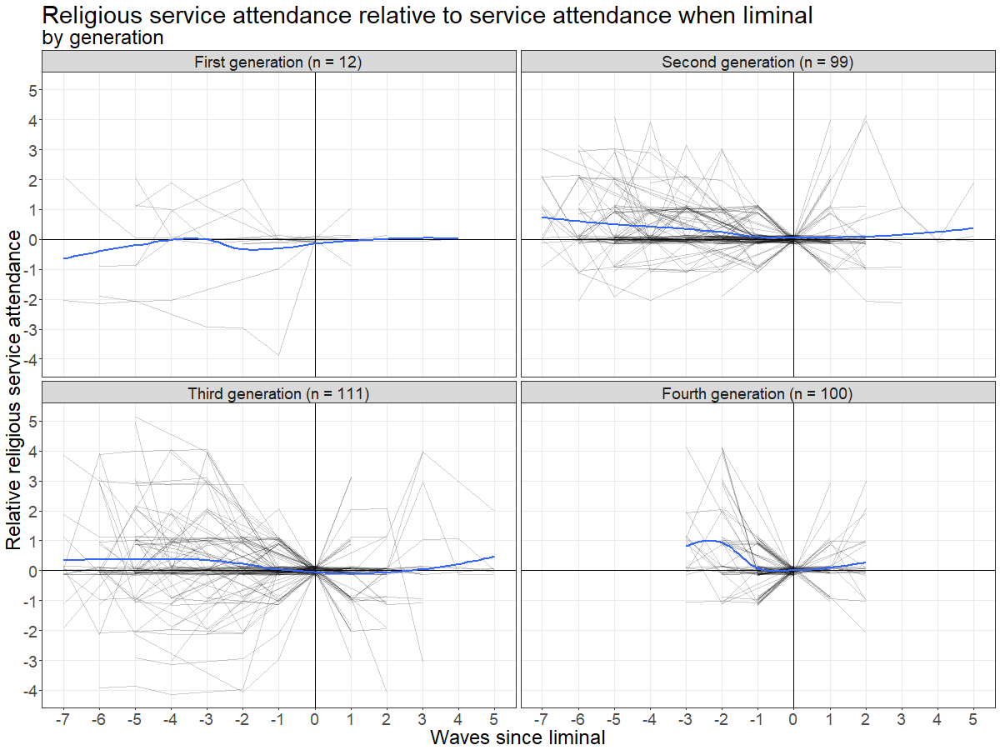 Religious service attendance relative to service attendance when liminal
by generation
First generation (n = 12)
Second generation (n = 99)
5
4
3
2
1
0
-1
-2
-3
-4
Third generation (n = 111)
Fourth generation (n = 100)
5
4
3
2
1
0
-1
-2
-3
-4
Relative religious service attendance
-7 -6 -5 -4 -3 -2 -1 0 1 2 3 4 5
-7 -6 -5 -4 -3 -2 -1 0 1 2 3 4 5
Waves since liminal